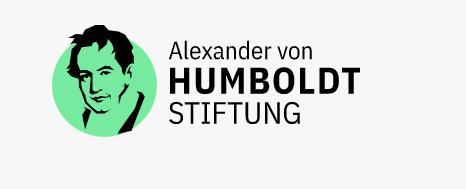 Alexander von
HUMBOLDT
STIFTUNG